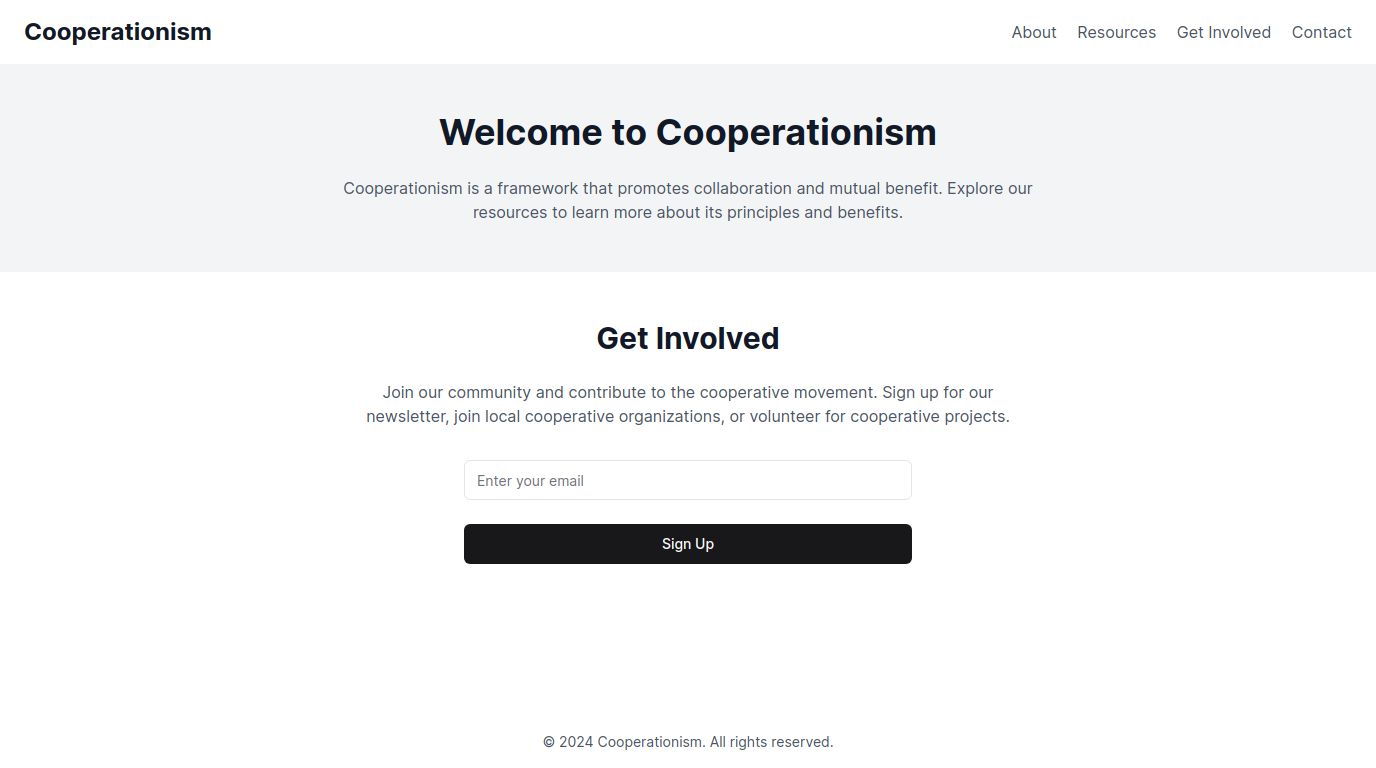 Cooperationism
About Resources Get Involved Contact
Welcome to Cooperationism
Cooperationism is a framework that promotes collaboration and mutual benefit. Explore our
resources to learn more about its principles and benefits.
Get Involved
Join our community and contribute to the cooperative movement. Sign up for our
newsletter, join local cooperative organizations, or volunteer for cooperative projects.
Enter your email
Sign Up
© 2024 Cooperationism. All rights reserved.